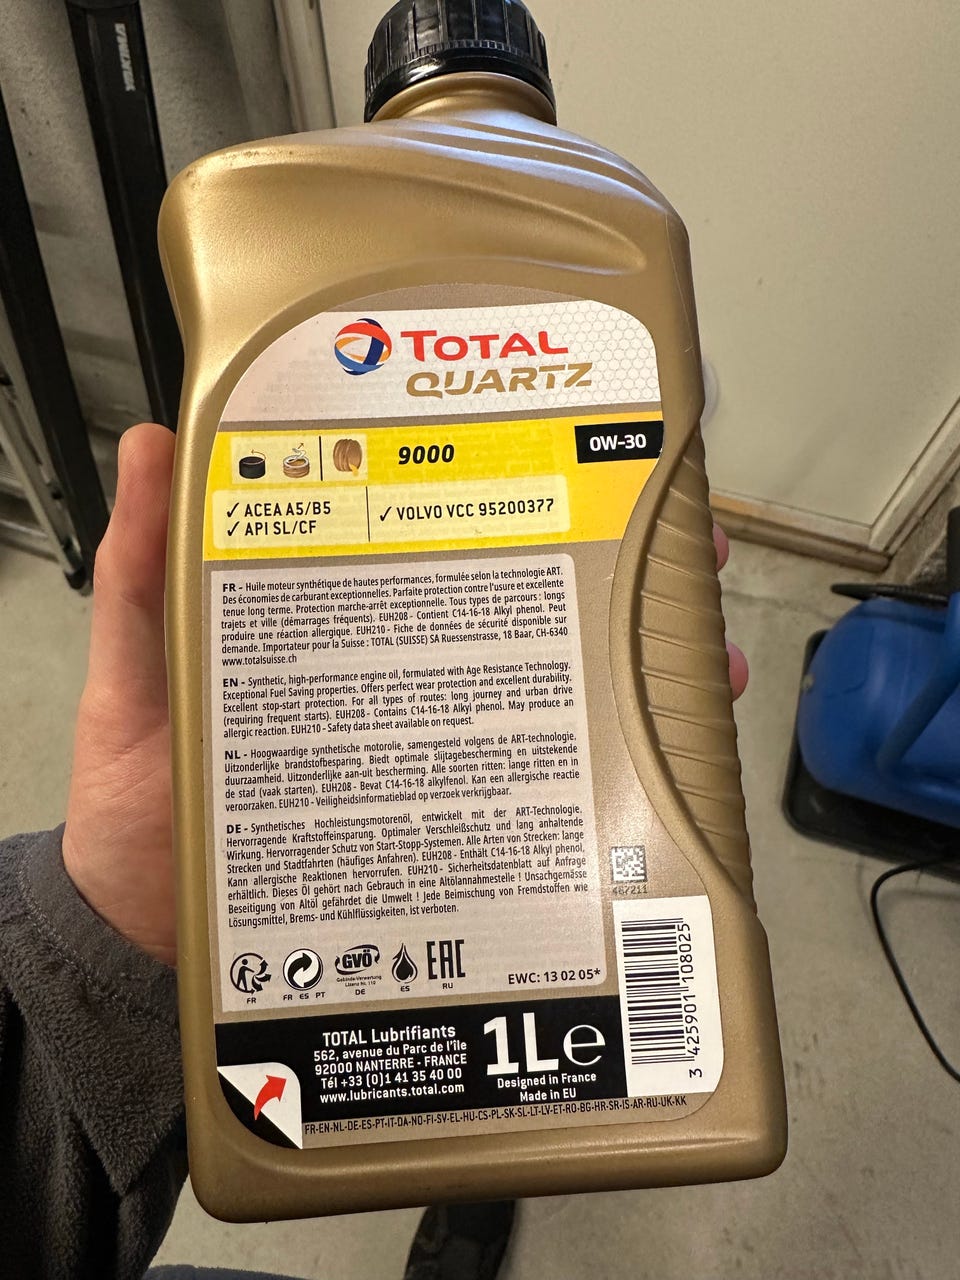 TOTAL
QUARTZ
9000
0W-30
✓ ACEA A5/B5
✓ API SL/CF
✓ VOLVO VCC 95200377
FR - Huile moteur synthétique de hautes performances, formulée selon la technologie ART.
Des économies de carburant exceptionnelles. Parfaite protection contre l'usure et excellente
tenue long terme. Protection marche-arrêt exceptionnelle. Tous types de parcours : longs
trajets et ville (démarrages fréquents). EUH208 - Contient C14-16-18 Alkyl phenol. Peut
produire une réaction allergique. EUH210 - Fiche de données de sécurité disponible sur
demande. Importateur pour la Suisse : TOTAL (SUISSE) SA Ruessenstrasse, 18 Baar, CH-6340
www.totalsuisse.ch
EN - Synthetic, high-performance engine oil, formulated with Age Resistance Technology.
Exceptional Fuel Saving properties. Offers perfect wear protection and excellent durability.
Excellent stop-start protection. For all types of routes: long journey and urban drive
(requiring frequent starts). EUH208 - Contains C14-16-18 Alkyl phenol. May produce an
allergic reaction. EUH210 - Safety data sheet available on request.
NL - Hoogwaardige synthetische motorolie, samengesteld volgens de ART-technologie.
Uitzonderlijke brandstofbesparing. Biedt optimale slijtagebescherming en uitstekende
duurzaamheid. Uitzonderlijke aan-uit bescherming. Alle soorten ritten: lange ritten en in
de stad (vaak starten). EUH208 - Bevat C14-16-18 alkylfenol. Kan een allergische reactie
veroorzaken. EUH210 - Veiligheidsinformatieblad op verzoek verkrijgbaar.
DE - Synthetisches Hochleistungsmotorenöl, entwickelt mit der ART-Technologie.
Hervorragende Kraftstoffeinsparung. Optimaler Verschleißschutz und lang anhaltende
Wirkung. Hervorragender Schutz von Start-Stopp-Systemen. Alle Arten von Strecken: lange
Strecken und Stadtfahrten (häufiges Anfahren). EUH208 - Enthält C14-16-18 Alkyl phenol,
Kann allergische Reaktionen hervorrufen. EUH210 - Sicherheitsdatenblatt auf Anfrage
erhältlich. Dieses Öl gehört nach Gebrauch in eine Altölannahmestelle ! Unsachgemässe
Beseitigung von Altöl gefährdet die Umwelt ! Jede Beimischung von Fremdstoffen wie
Lösungsmittel, Brems- und Kühlflüssigkeiten, ist verboten.
467211
FR
FR ES PT
GVÖ
Gebinde-Verwertung
Lizenz Nr. 110
DE
ES
EAC
RU
EWC: 13 02 05*
TOTAL Lubrifiants
562, avenue du Parc de l'île
92000 NANTERRE - FRANCE
Tél +33 (0)1 41 35 40 00
www.lubricants.total.com
1L e
Designed in France
Made in EU
FR-EN-NL-DE-ES-PT-IT-DA-NO-FI-SV-EL-HU-CS-PL-SK-SL-LT-LV-ET-RO-BG-HR-SR-IS-AR-RU-UK-KK
3 425901 108025